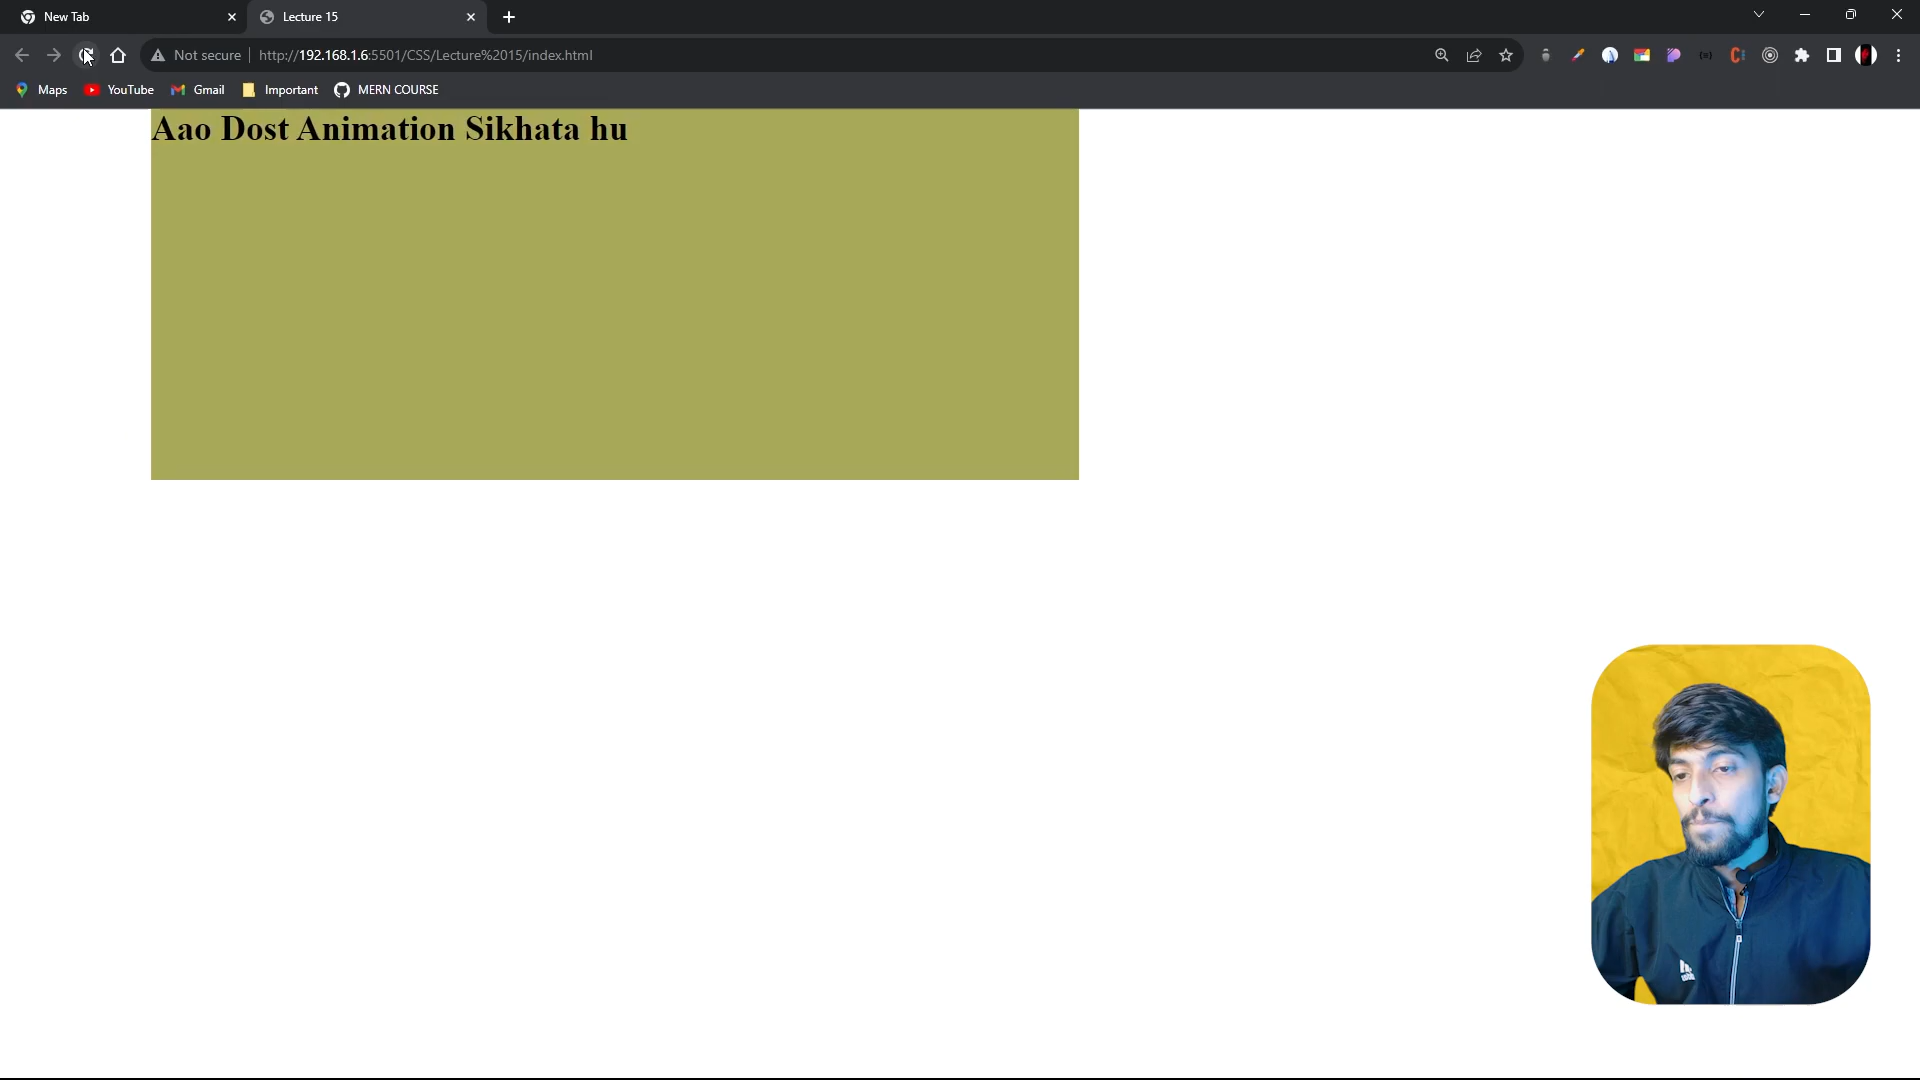 New Tab
Lecture 15
Not secure
http://192.168.1.6:5501/CSS/Lecture%2015/index.html
Maps
YouTube
Gmail
Important
MERN COURSE
Aao Dost Animation Sikhata hu